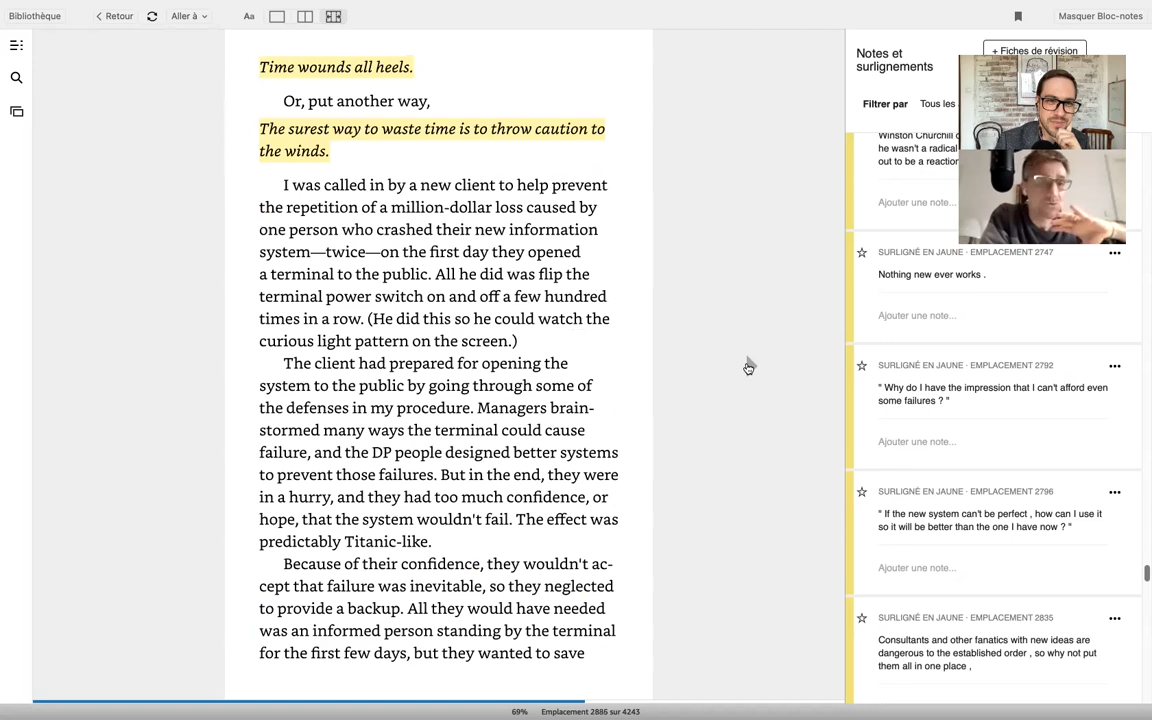 Bibliothèque
Retour
Aller à
Aa
Masquer Bloc-notes
Time wounds all heels.
Or, put another way,
The surest way to waste time is to throw caution to
the winds.
I was called in by a new client to help prevent
the repetition of a million-dollar loss caused by
one person who crashed their new information
system—twice—on the first day they opened
a terminal to the public. All he did was flip the
terminal power switch on and off a few hundred
times in a row. (He did this so he could watch the
curious light pattern on the screen.)
The client had prepared for opening the
system to the public by going through some of
the defenses in my procedure. Managers brain-
stormed many ways the terminal could cause
failure, and the DP people designed better systems
to prevent those failures. But in the end, they were
in a hurry, and they had too much confidence, or
hope, that the system wouldn't fail. The effect was
predictably Titanic-like.
Because of their confidence, they wouldn't ac-
cept that failure was inevitable, so they neglected
to provide a backup. All they would have needed
was an informed person standing by the terminal
for the first few days, but they wanted to save
Notes et
surlignements
+ Fiches de révision
Filtrer par
Tous les
Winston Churchill
he wasn't a radical
out to be a reaction
Ajouter une note...
SURLIGNÉ EN JAUNE · EMPLACEMENT 2747
Nothing new ever works .
Ajouter une note...
SURLIGNÉ EN JAUNE · EMPLACEMENT 2792
" Why do I have the impression that I can't afford even
some failures ? "
Ajouter une note...
SURLIGNÉ EN JAUNE · EMPLACEMENT 2796
" If the new system can't be perfect , how can I use it
so it will be better than the one I have now ? "
Ajouter une note...
SURLIGNÉ EN JAUNE · EMPLACEMENT 2835
Consultants and other fanatics with new ideas are
dangerous to the established order , so why not put
them all in one place ,
69% Emplacement 2886 sur 4243